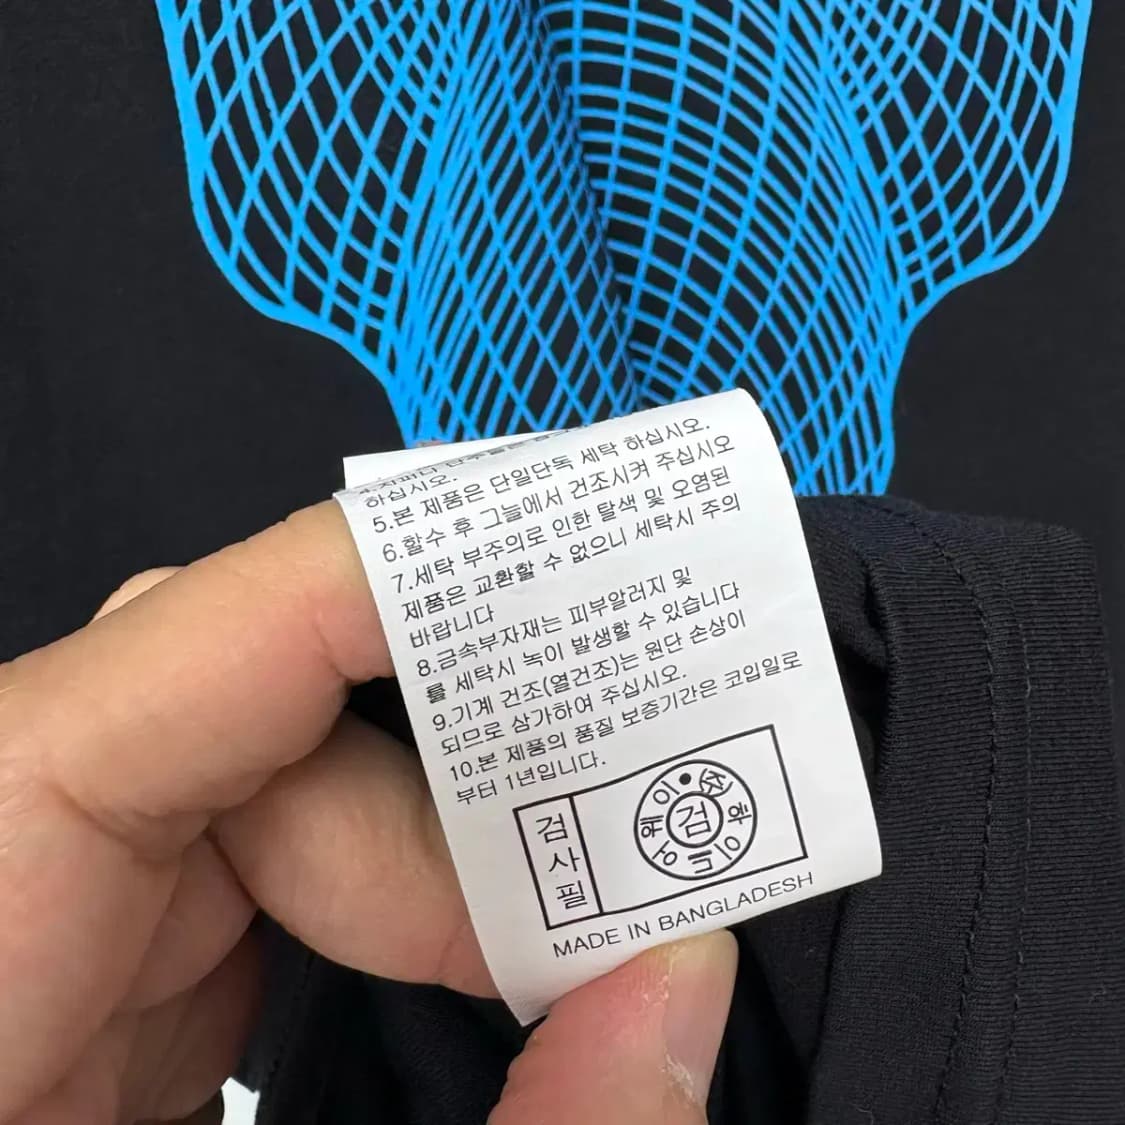 하십시오.
5.본 제품은 단일단독 세탁 하십시오.
6.할수 후 그늘에서 건조시켜 주십시오
7.세탁 부주의로 인한 탈색 및 오염된
제품은 교환할 수 없으니 세탁시 주의
바랍니다
8.금속부자재는 피부알러지 및
를 세탁시 녹이 발생할 수 있습니다
9.기계 건조(열건조)는 원단 손상이
되므로 삼가하여 주십시오.
10.본 제품의 품질 보증기간은 코입일로
부터 1년입니다.
검사필
검
MADE IN BANGLADESH